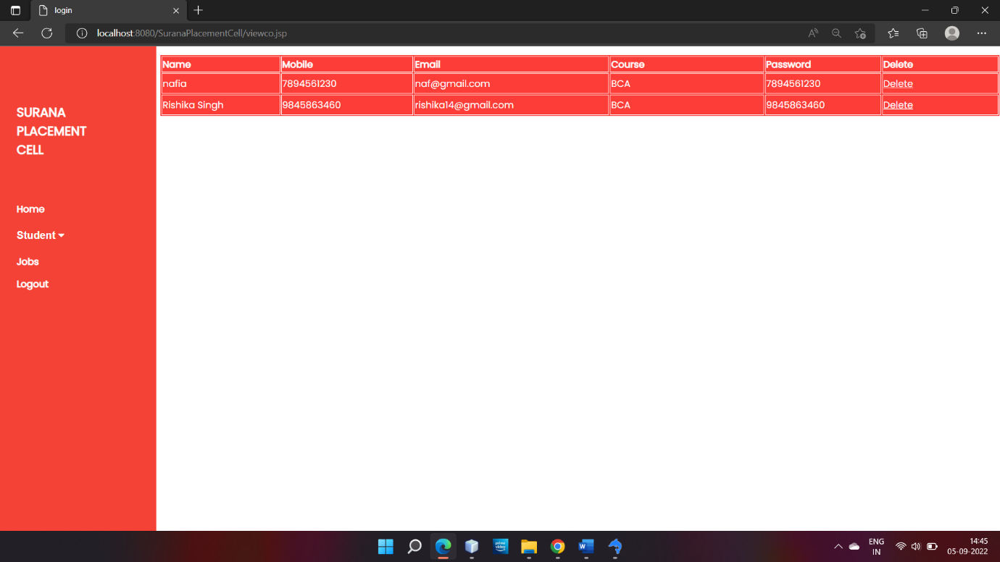 login
localhost:8080/SuranaPlacementCell/viewco.jsp
SURANA
PLACEMENT
CELL
Home
Student
Jobs
Logout
Name Mobile Email Course Password Delete
nafia 7894561230 naf@gmail.com BCA 7894561230 Delete
Rishika Singh 9845863460 rishika14@gmail.com BCA 9845863460 Delete
prime video
W
ENG
IN
14:45
05-09-2022